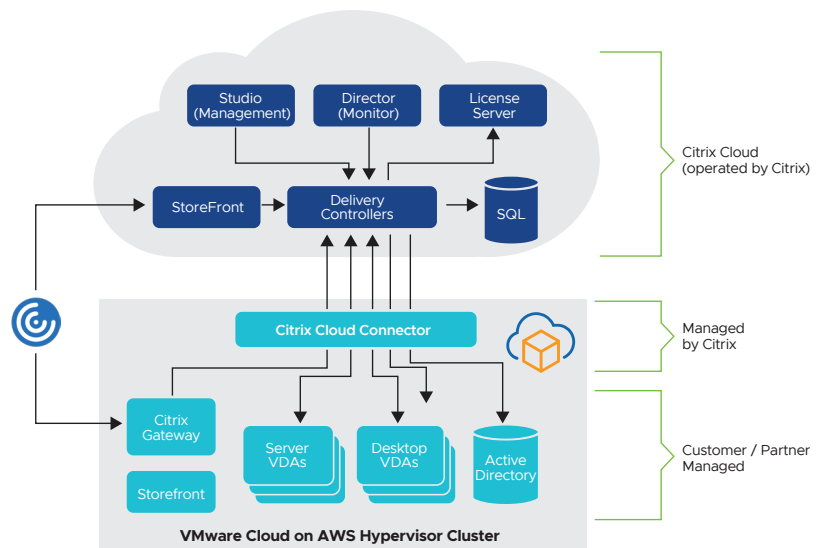 Studio
(Management)
Director
(Monitor)
License
Server
Citrix Cloud
(operated by Citrix)
StoreFront
Delivery
Controllers
SQL
Citrix Cloud Connector
Managed
by Citrix
Citrix
Gateway
Server
VDAs
Desktop
VDAs
Active
Directory
Customer / Partner
Managed
Storefront
VMware Cloud on AWS Hypervisor Cluster